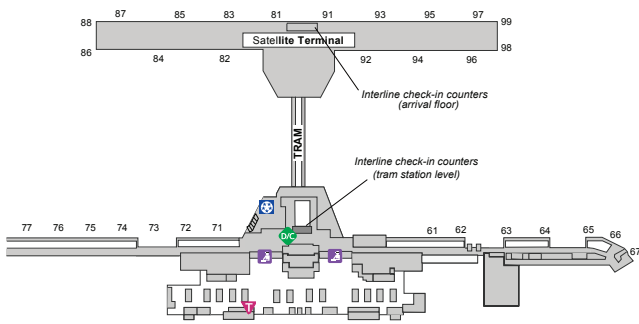 87 85 83 81 91 93 95 97
88 99
Satellite Terminal
86 98
84 82 92 94 96
Interline check-in counters
(arrival floor)
TRAM
Interline check-in counters
(tram station level)
D/C
77 76 75 74 73 72 71 61 62 63 64 65 66
67
T